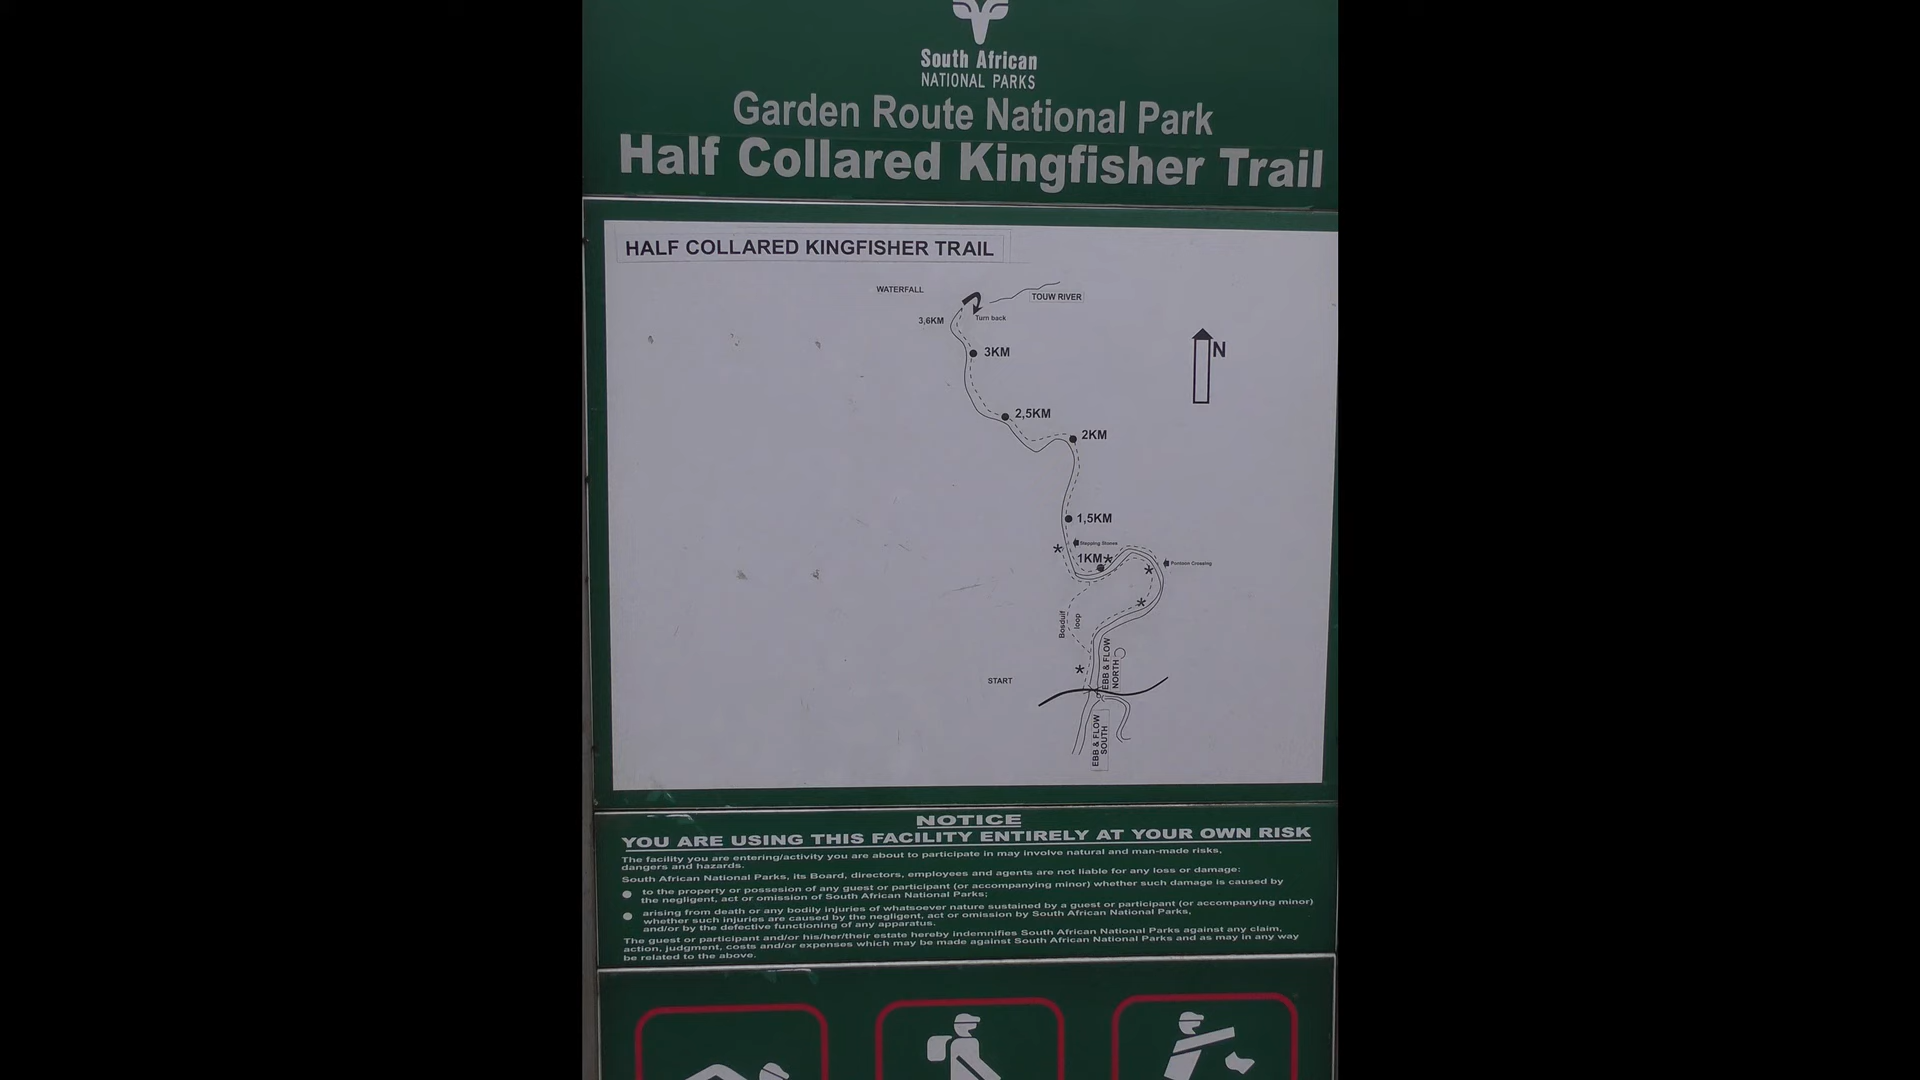 South African
NATIONAL PARKS
Garden Route National Park
Half Collared Kingfisher Trail
HALF COLLARED KINGFISHER TRAIL
WATERFALL
TOUW RIVER
Turn back
3,6KM
3KM
N
2,5KM
2KM
1,5KM
Stepping Stones
1KM
Pontoon Crossing
Bosduif
loop
EBB & FLOW
NORTH
START
EBB & FLOW
SOUTH
NOTICE
YOU ARE USING THIS FACILITY ENTIRELY AT YOUR OWN RISK
The facility you are entering/activity you are about to participate in may involve natural and man-made risks,
dangers and hazards.
South African National Parks, its Board, directors, employees and agents are not liable for any loss or damage:
to the property or possesion of any guest or participant (or accompanying minor) whether such damage is caused by
the negligent, act or omission of South African National Parks;
arising from death or any bodily injuries of whatsoever nature sustained by a guest or participant (or accompanying minor)
whether such injuries are caused by the negligent, act or omission by South African National Parks,
and/or by the defective functioning of any apparatus.
The guest or participant and/or his/her/their estate hereby indemnifies South African National Parks against any claim,
action, judgment, costs and/or expenses which may be made against South African National Parks and as may in any way
be related to the above.